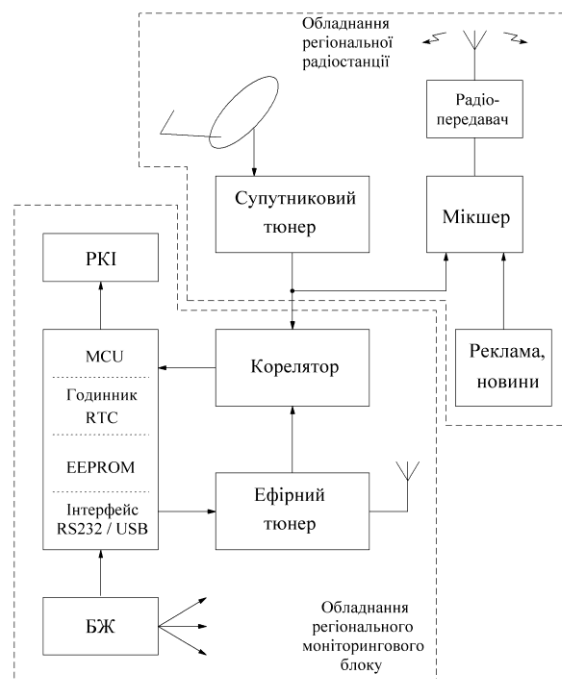 Обладнання
регіональної
радіостанції
Радіо-
передавач
Супутниковий
тюнер
Мікшер
РКІ
MCU
Годинник
RTC
EEPROM
Інтерфейс
RS232 / USB
Корелятор
Реклама,
новини
Ефірний
тюнер
БЖ
Обладнання
регіонального
моніторингового
блоку